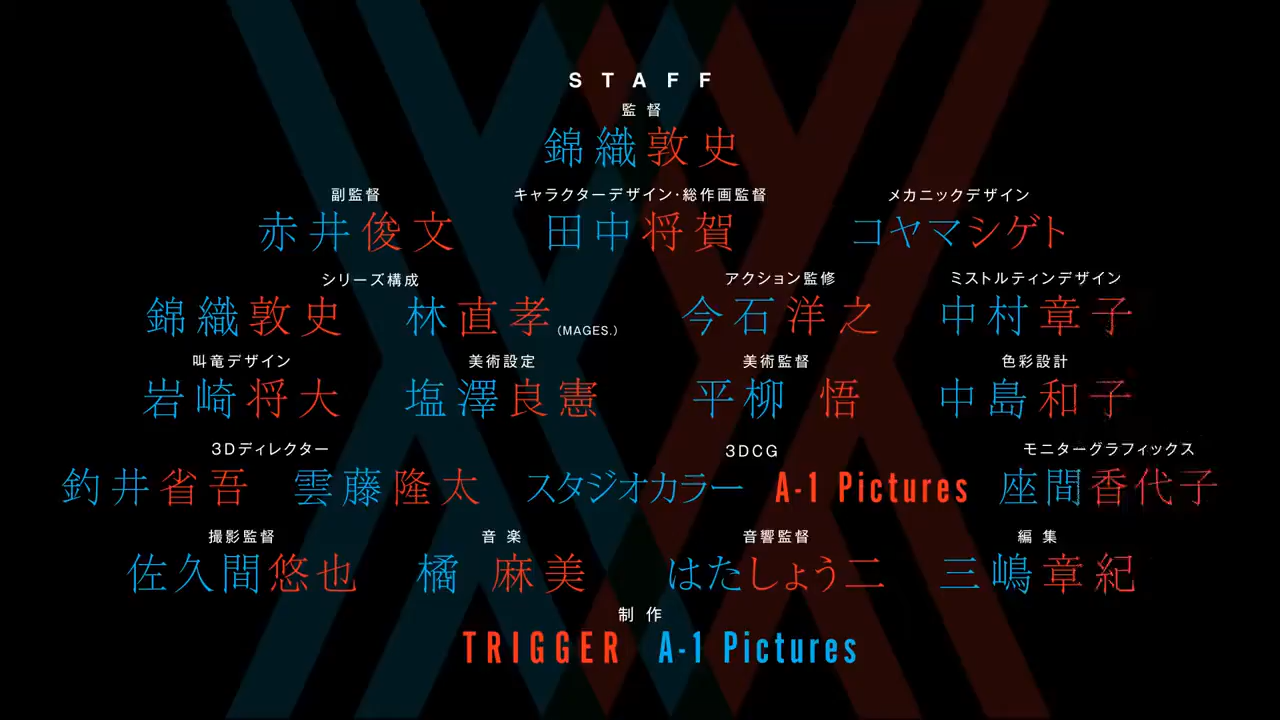 STAFF
監督
錦織敦史
副監督 キャラクターデザイン・総作画監督 メカニックデザイン
赤井俊文 田中将賀 コヤマシゲト
シリーズ構成 アクション監修 ミストルティンデザイン
錦織敦史 林直孝(MAGES.) 今石洋之 中村章子
叫竜デザイン 美術設定 美術監督 色彩設計
岩崎将大 塩澤良憲 平柳 悟 中島和子
3Dディレクター 3DCG モニターグラフィックス
釣井省吾 雲藤隆太 スタジオカラー A-1 Pictures 座間香代子
撮影監督 音楽 音響監督 編集
佐久間悠也 橘 麻美 はたしょう二 三嶋章紀
制作
TRIGGER A-1 Pictures